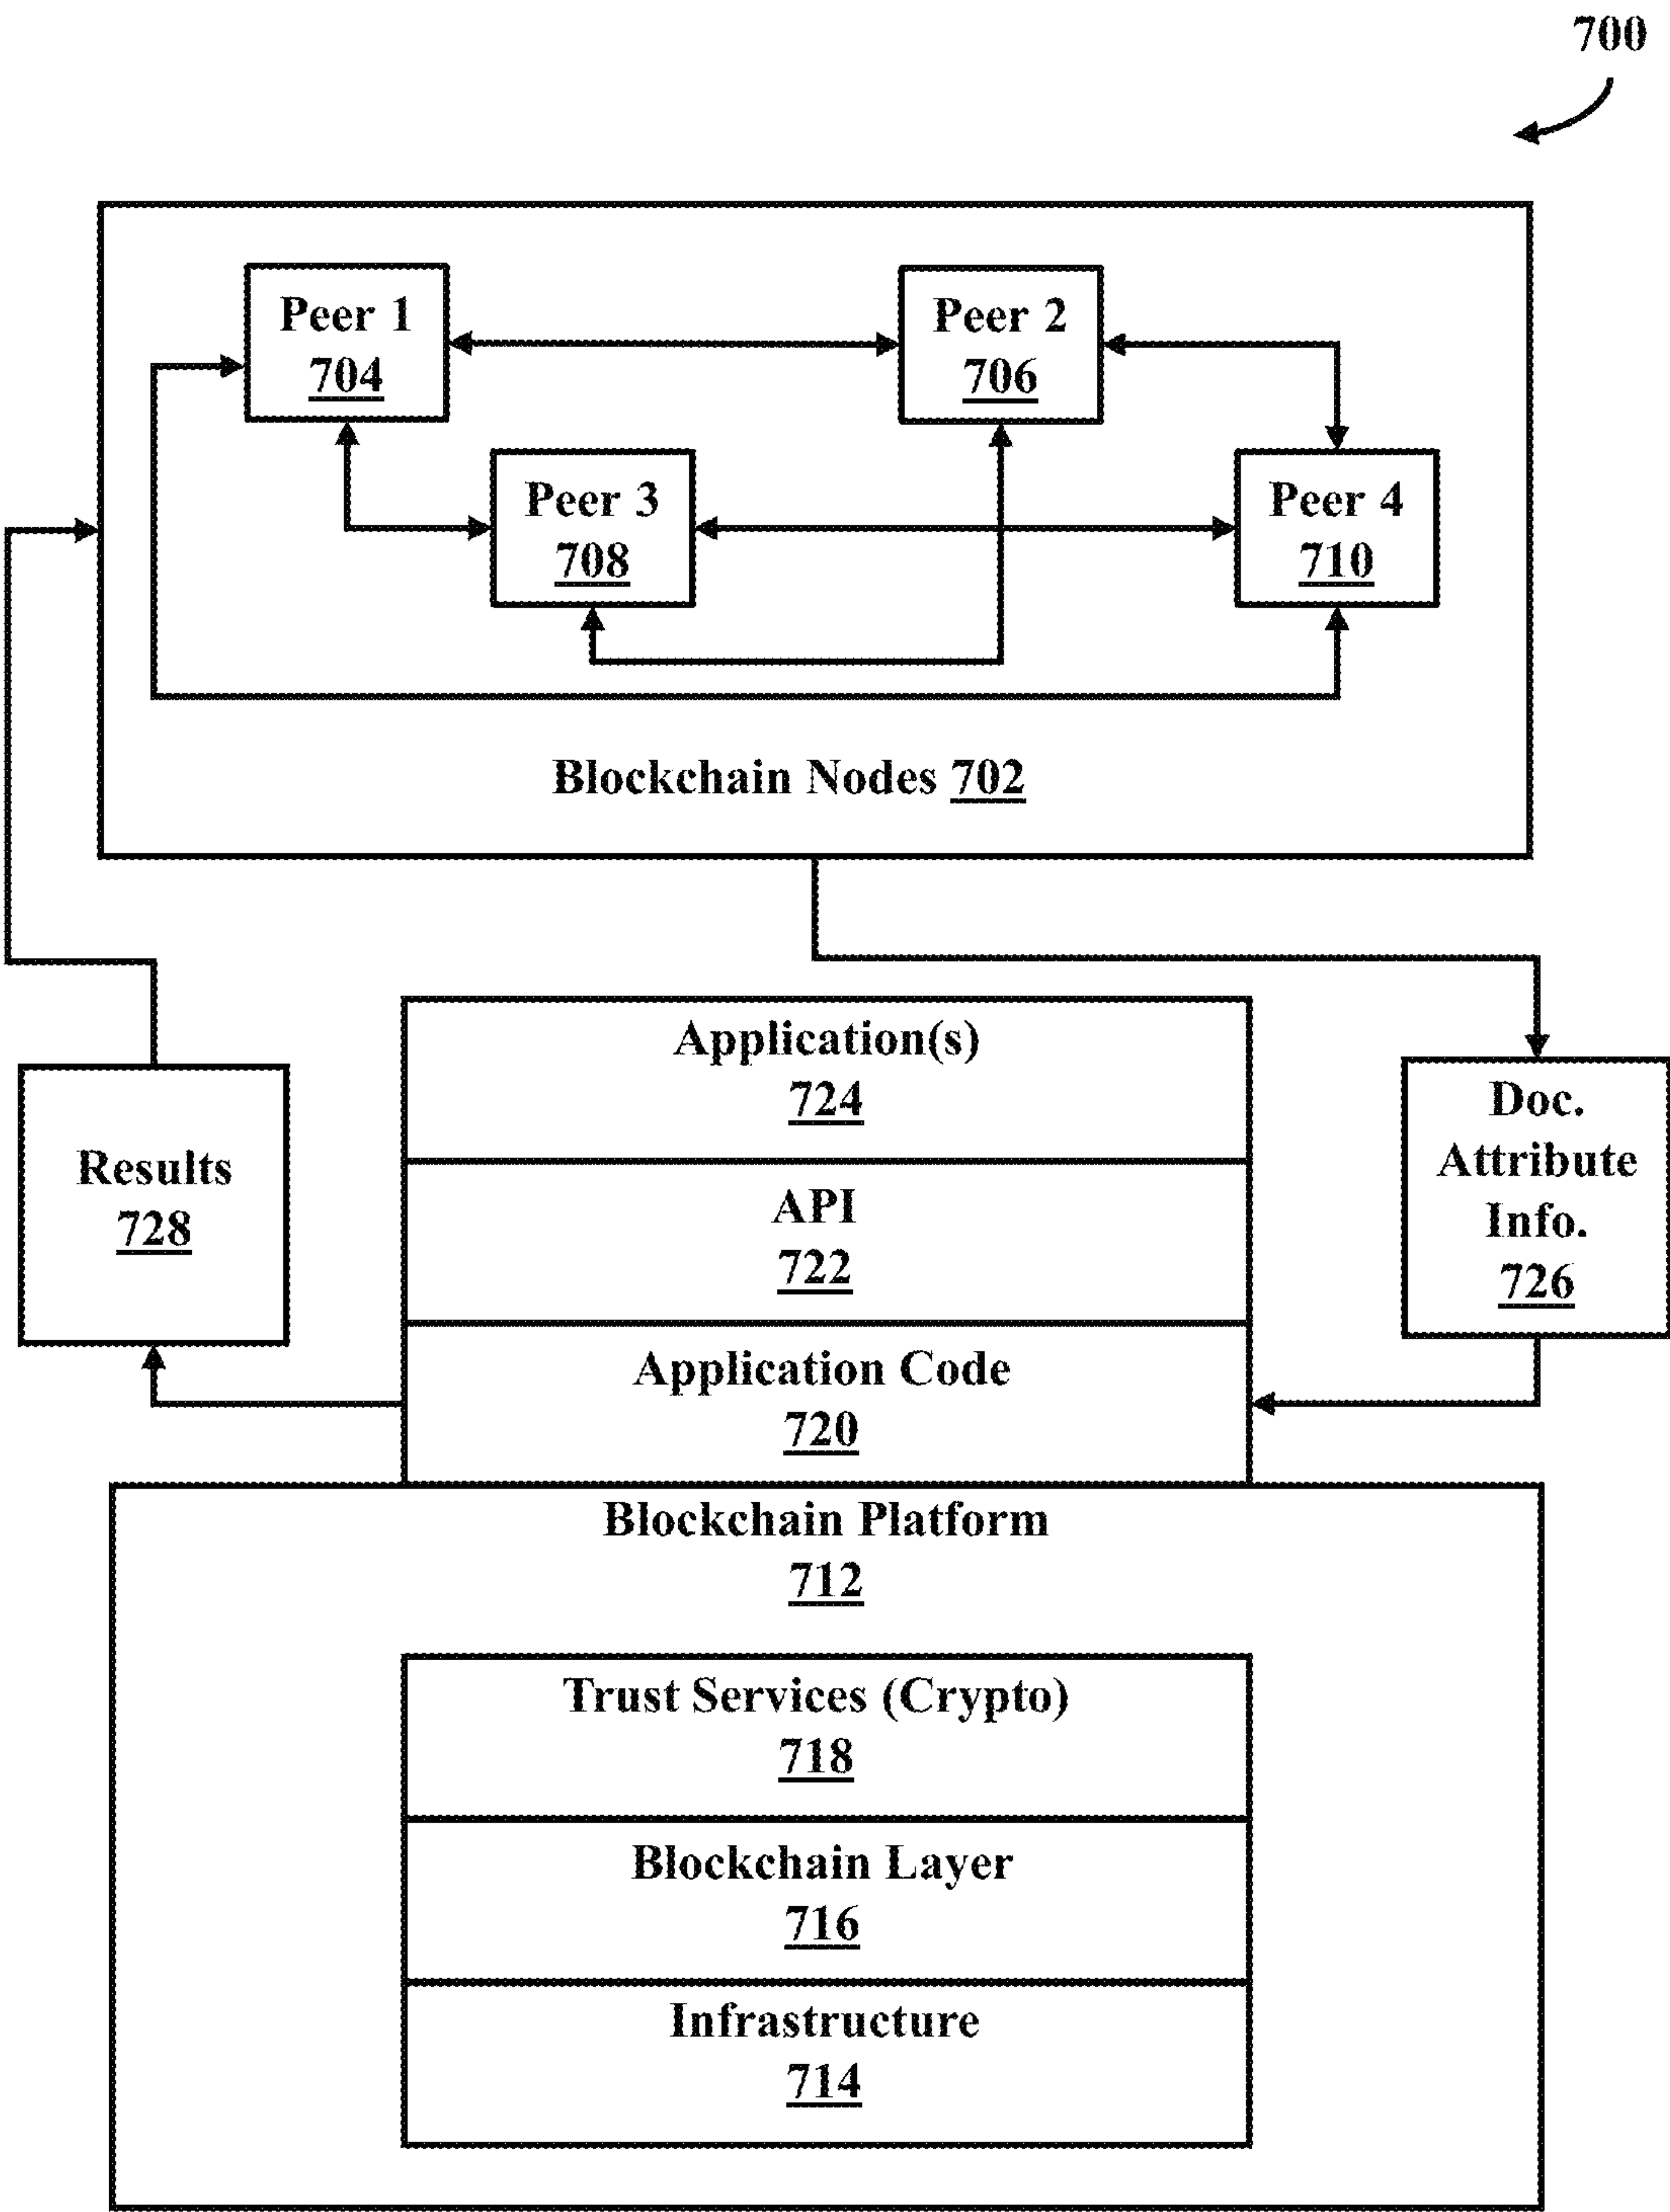 700
Peer 1
704
Peer 2
706
Peer 3
708
Peer 4
710
Blockchain Nodes 702
Application(s)
724
API
722
Application Code
720
Results
728
Doc.
Attribute
Info.
726
Blockchain Platform
712
Trust Services (Crypto)
718
Blockchain Layer
716
Infrastructure
714